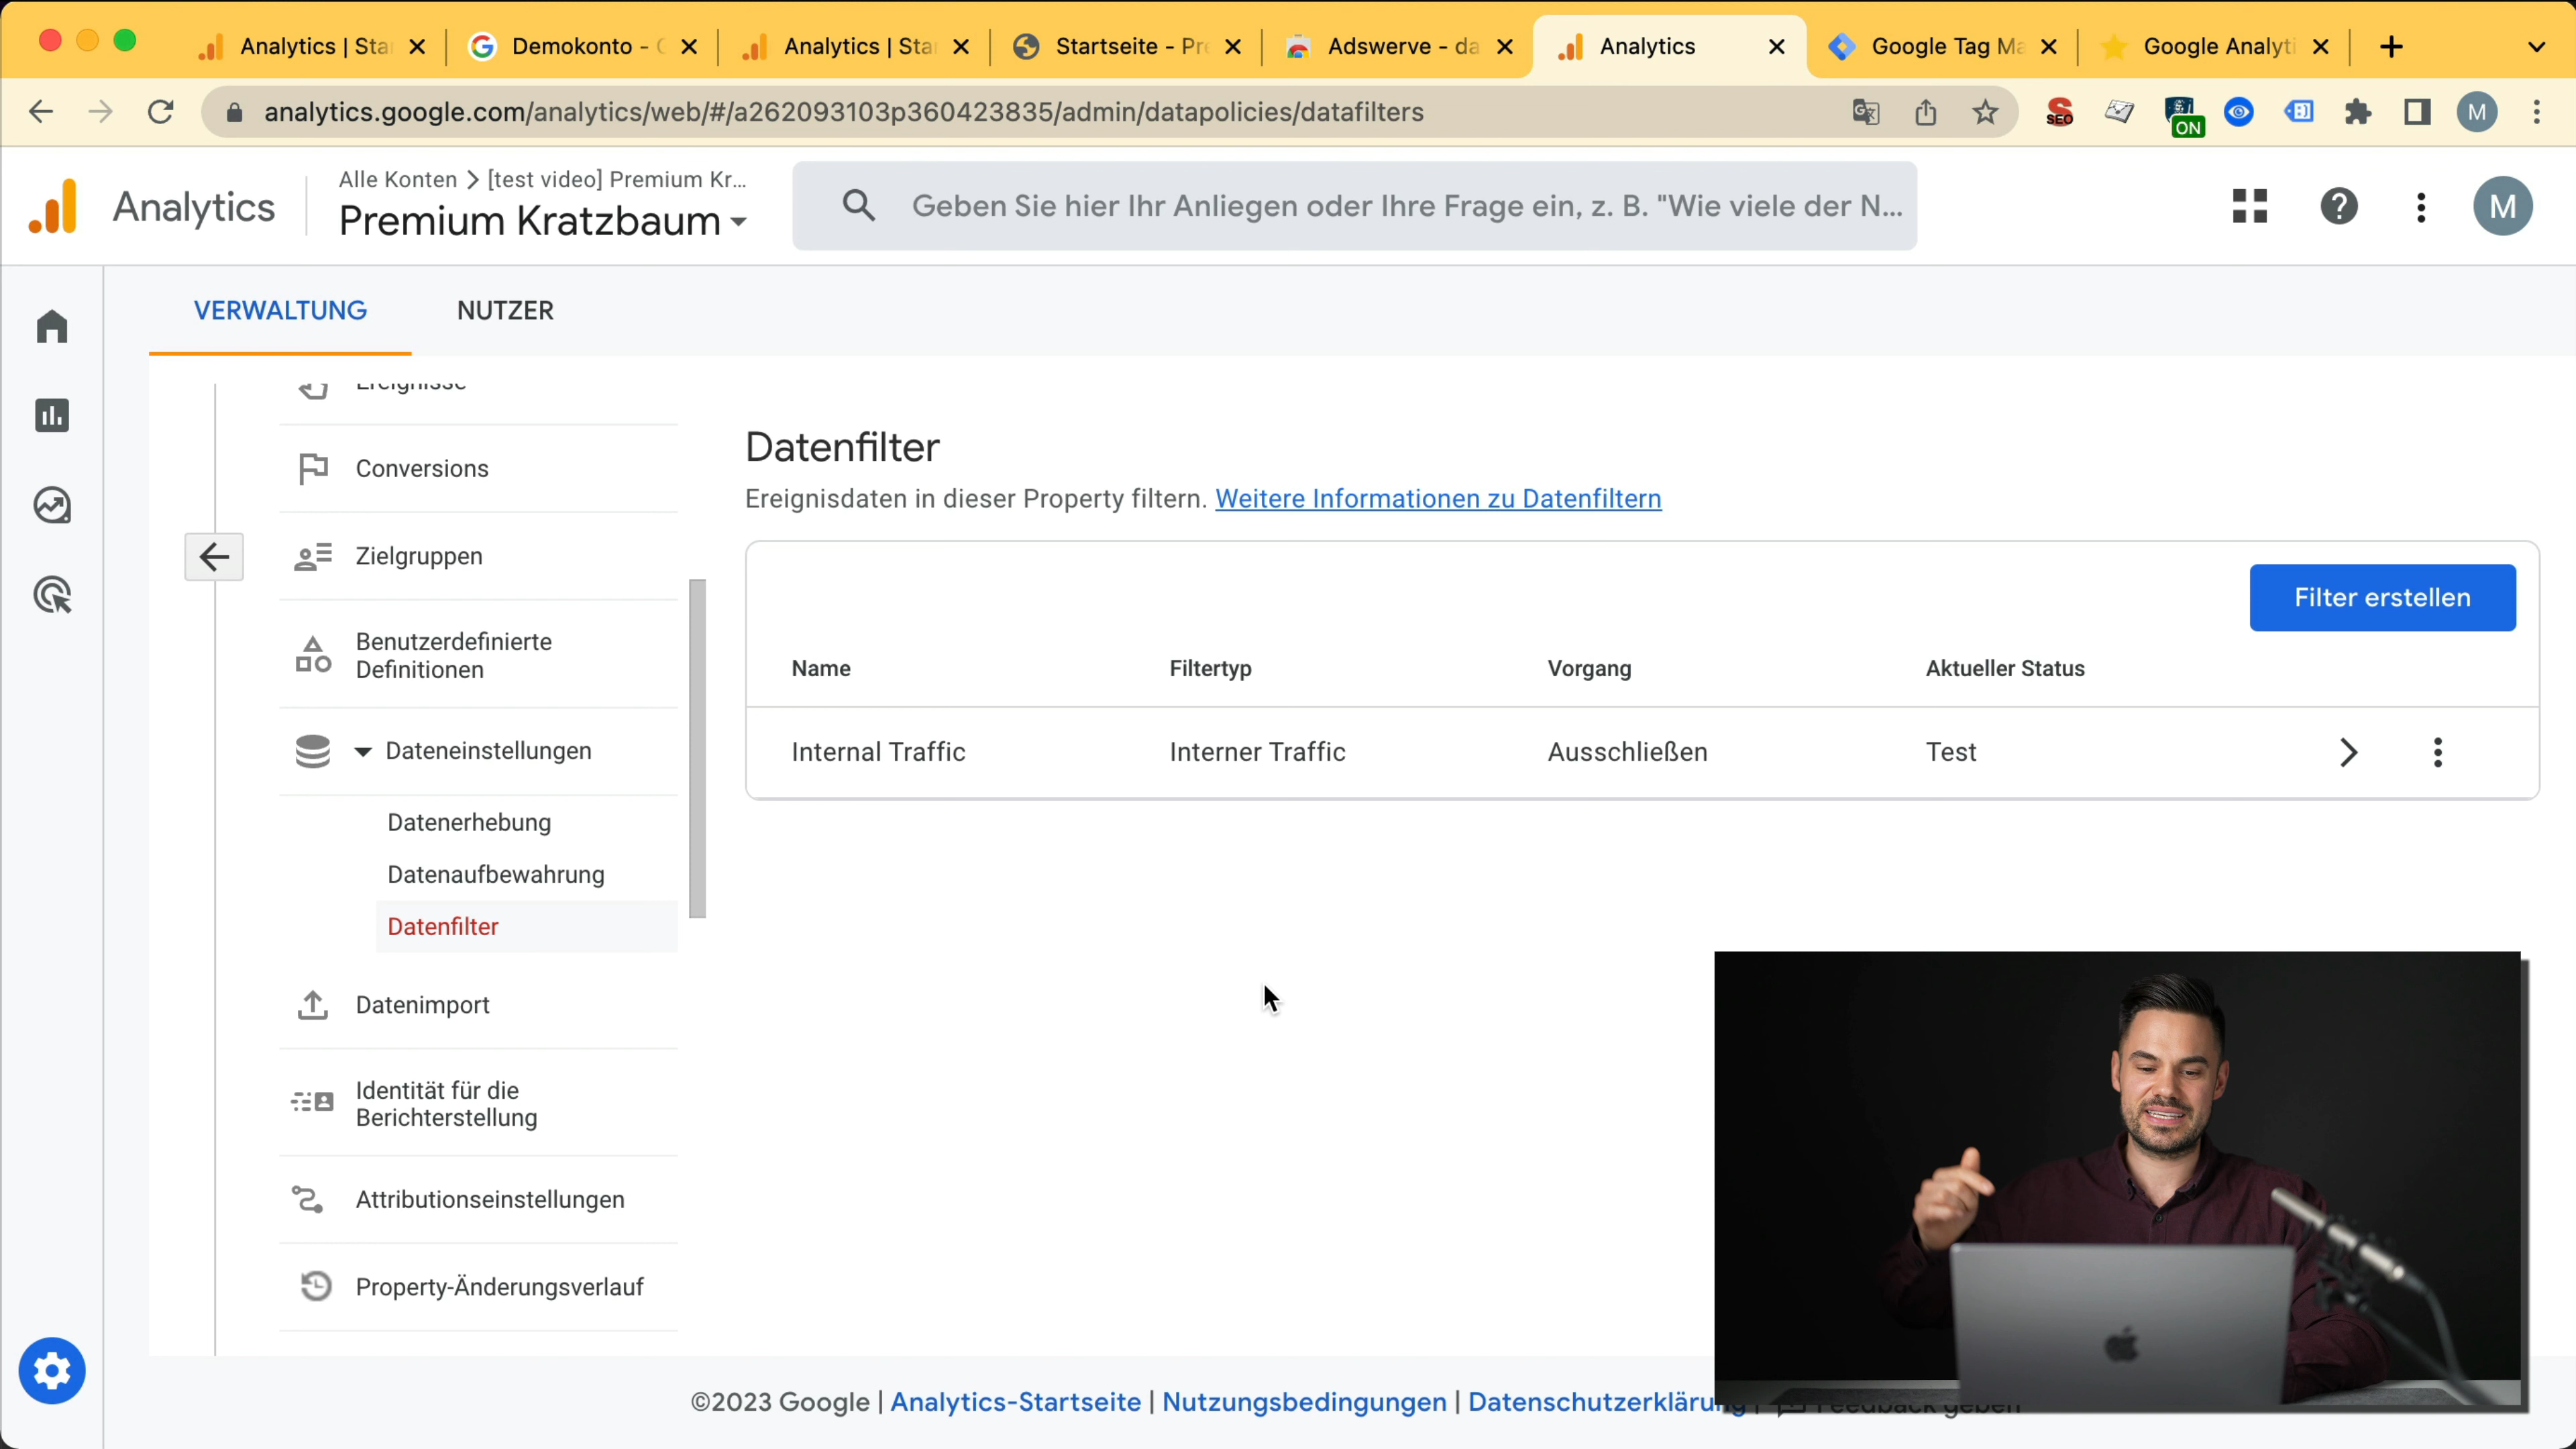 Analytics | Sta
Demokonto -
Analytics | Sta
Startseite - Pr
Adswerve - da
Analytics
Google Tag Ma
Google Analyti
analytics.google.com/analytics/web/#/a262093103p360423835/admin/datapolicies/datafilters
SEO
ON
M
Analytics
Alle Konten > [test video] Premium Kr...
Premium Kratzbaum
Geben Sie hier Ihr Anliegen oder Ihre Frage ein, z. B. "Wie viele der N...
M
VERWALTUNG
NUTZER
Ereignisse
Conversions
Zielgruppen
Benutzerdefinierte
Definitionen
Dateneinstellungen
Datenerhebung
Datenaufbewahrung
Datenfilter
Datenimport
Identität für die
Berichterstellung
Attributionseinstellungen
Property-Änderungsverlauf
Datenfilter
Ereignisdaten in dieser Property filtern. Weitere Informationen zu Datenfiltern
Filter erstellen
Name Filtertyp Vorgang Aktueller Status
Internal Traffic Interner Traffic Ausschließen Test
©2023 Google | Analytics-Startseite | Nutzungsbedingungen | Datenschutzerkläru